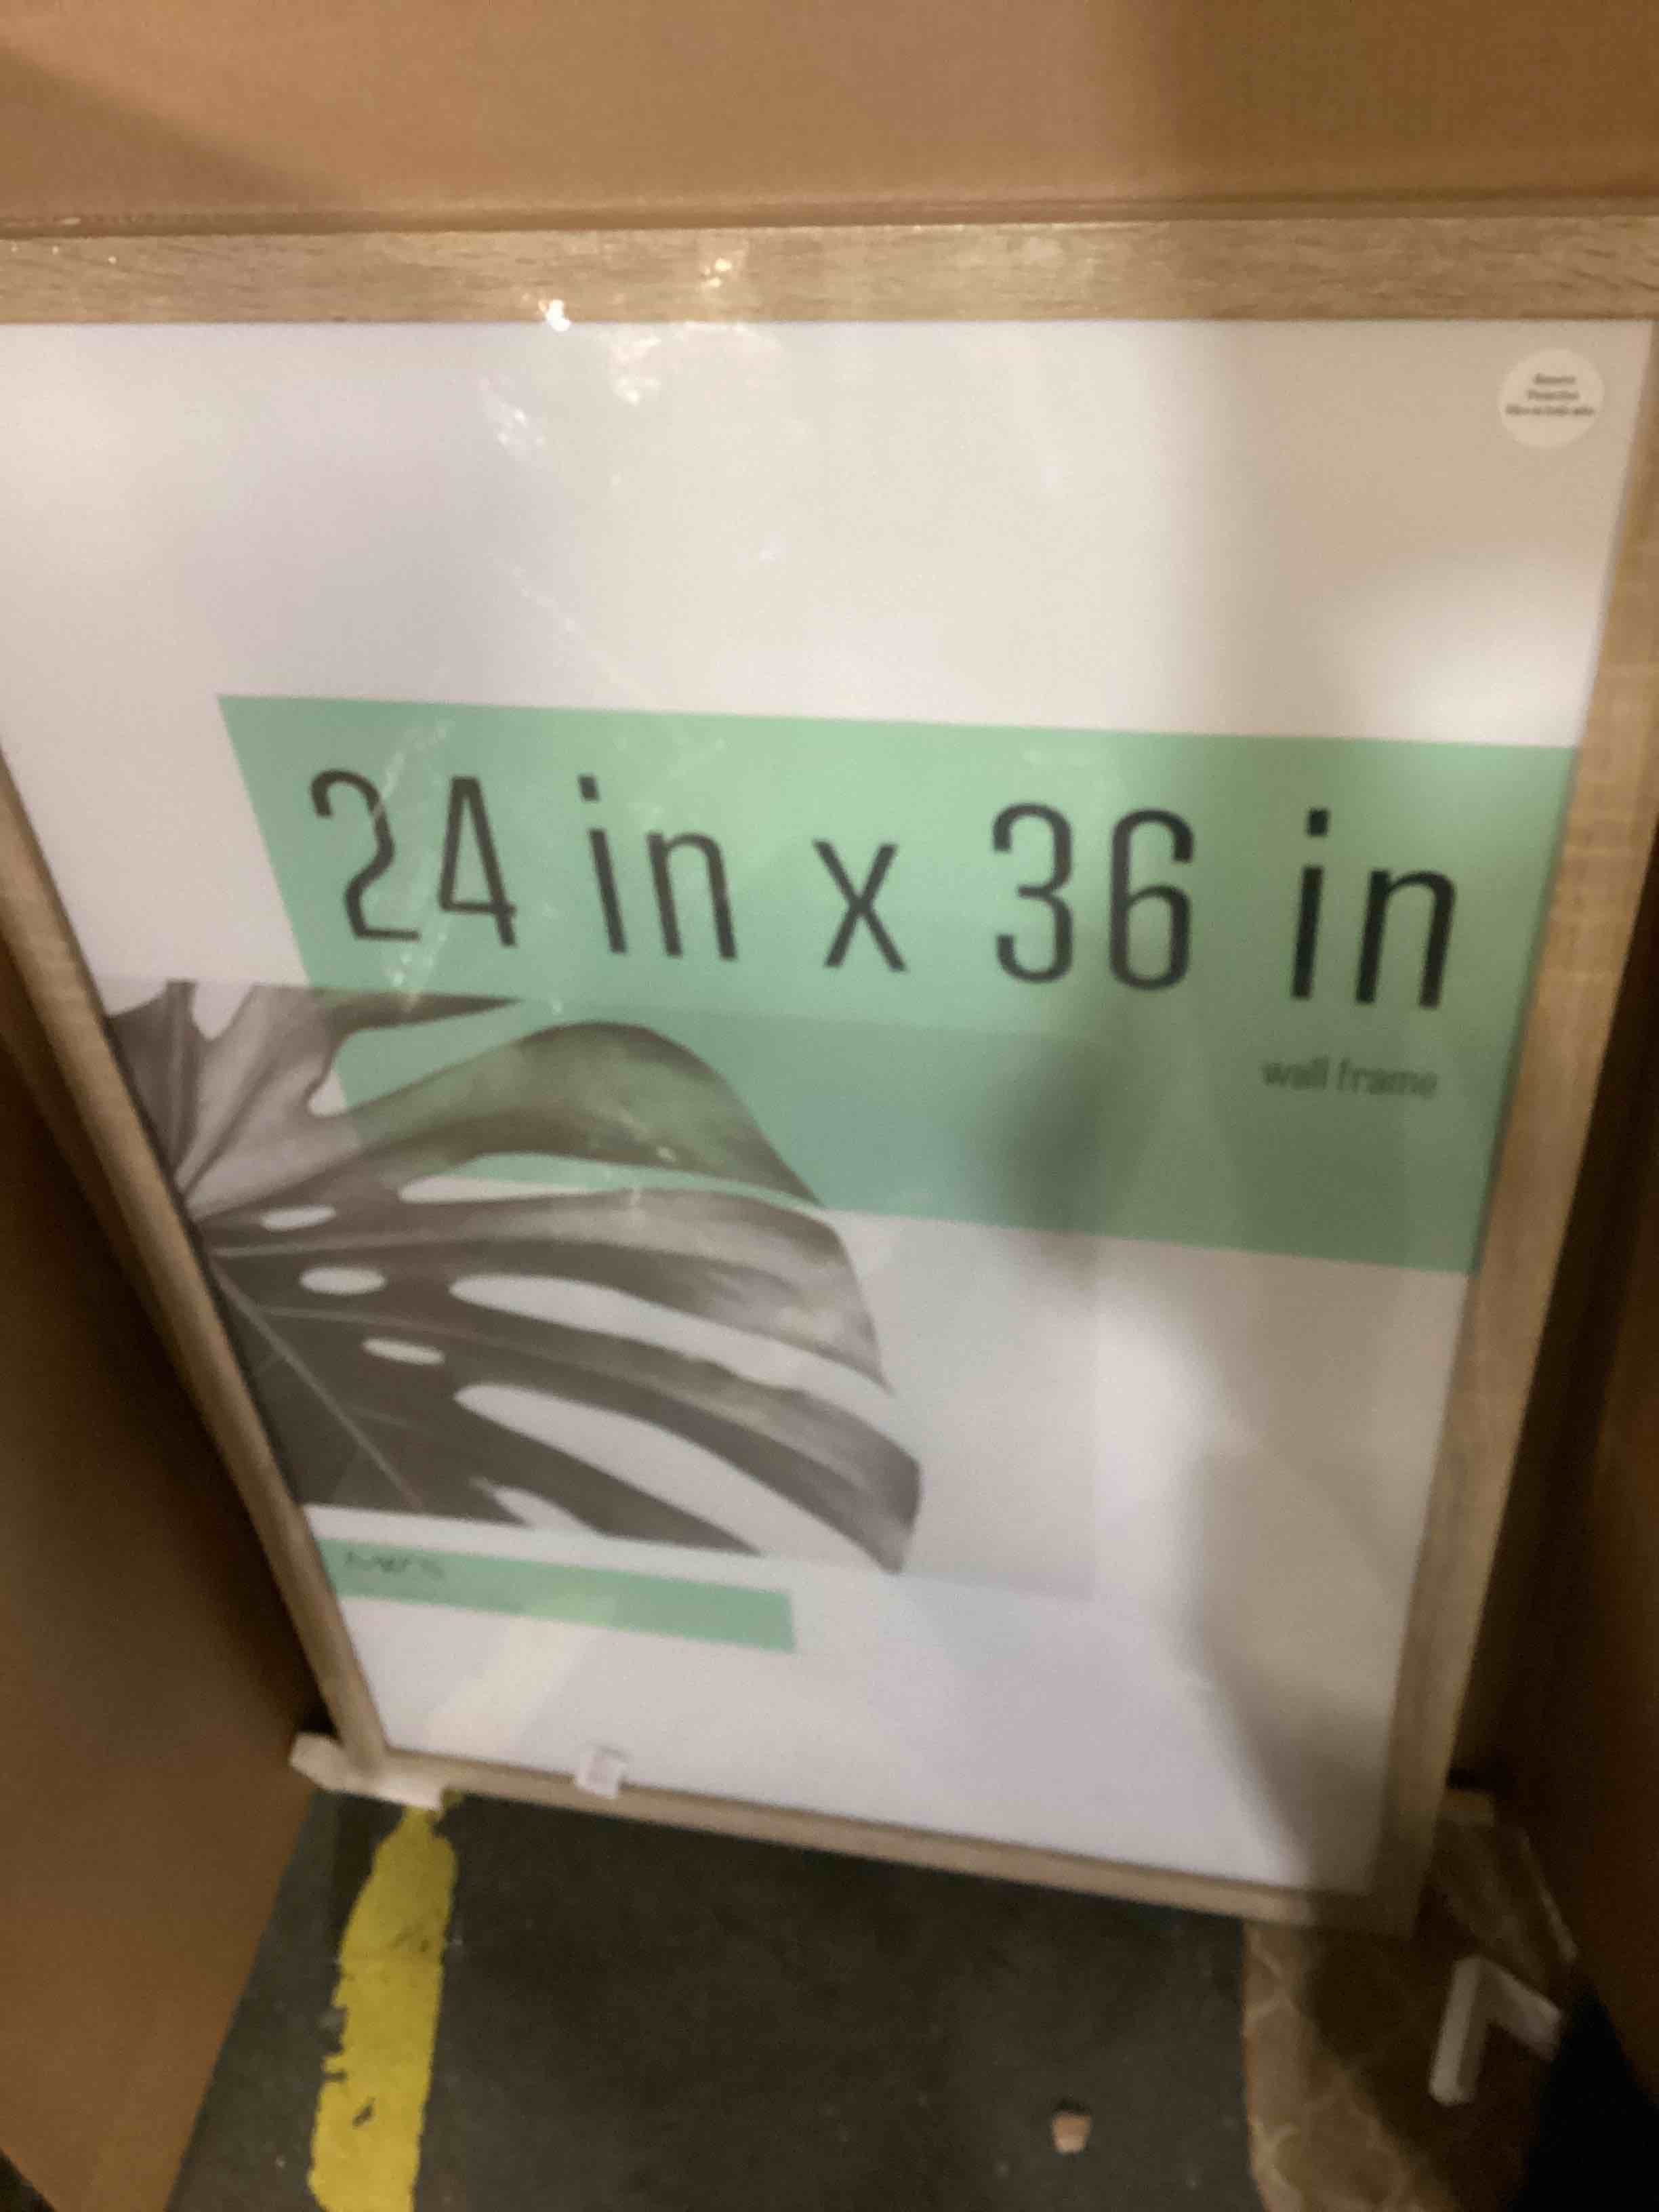 24 in x 36 in
wall frame